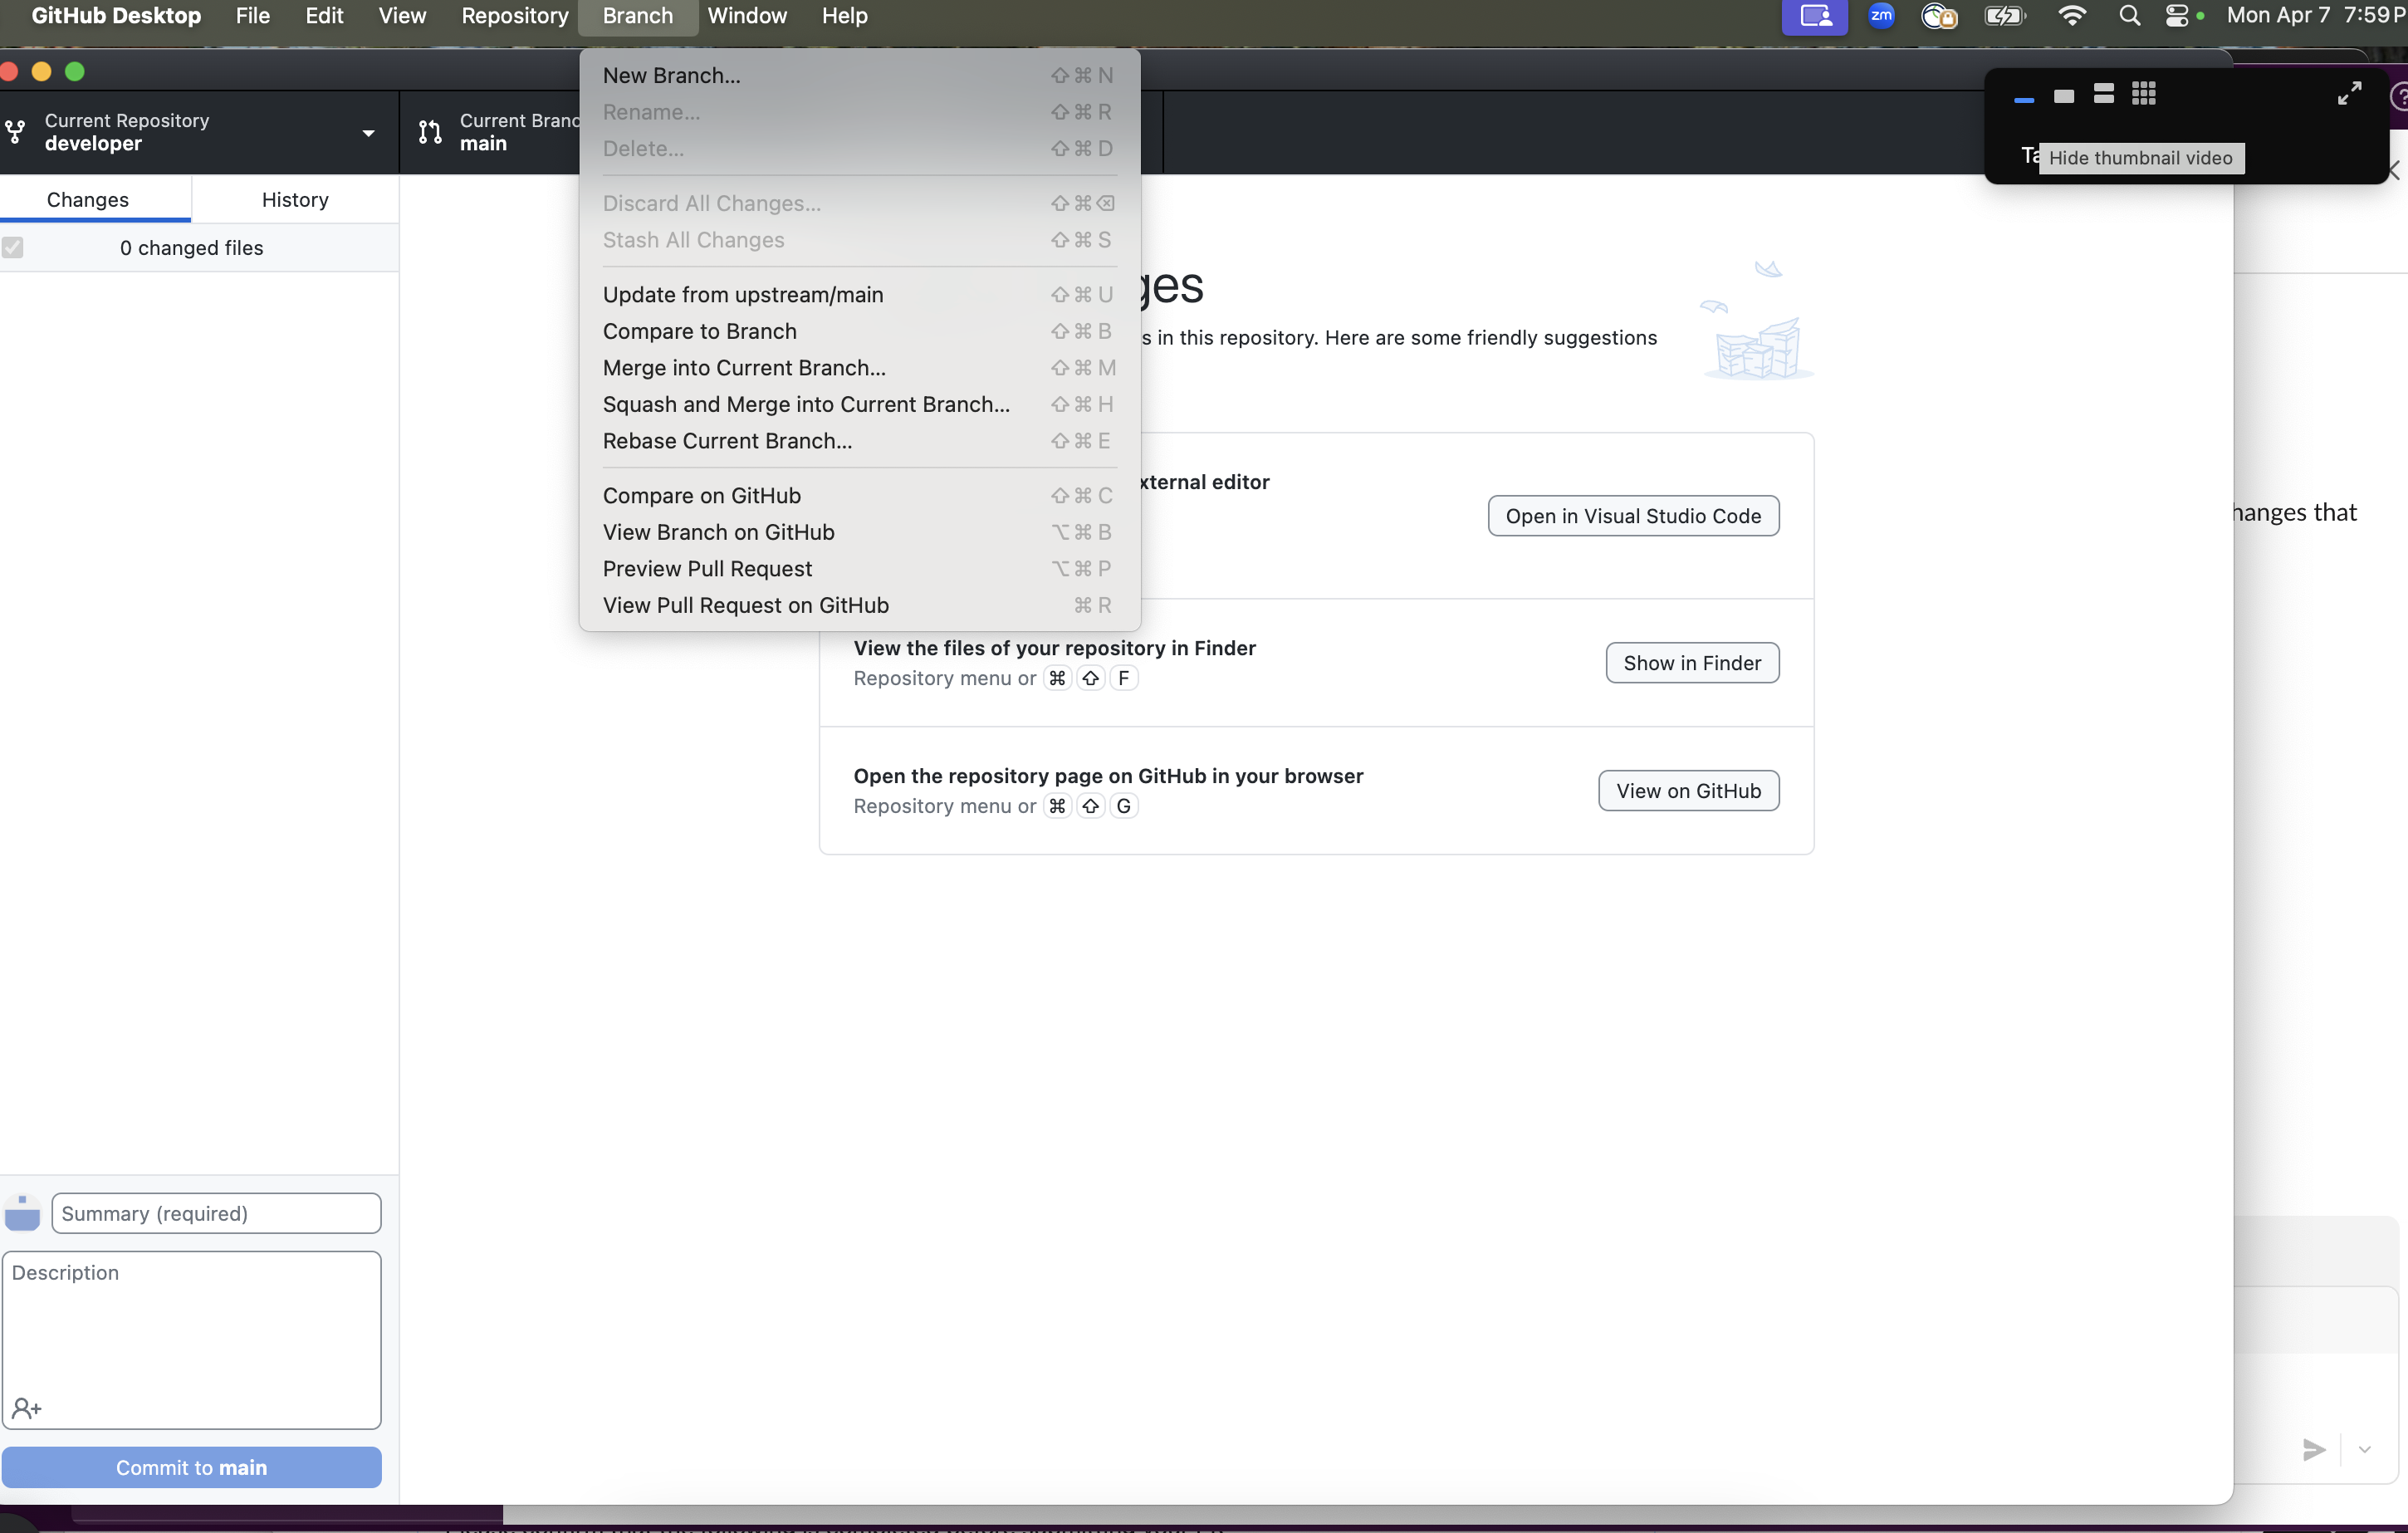 GitHub Desktop File Edit View Repository Branch Window Help zm Mon Apr 7 7:59 P
Current Repository
developer
Current Branc
main
Changes History
0 changed files
New Branch... ⇧⌘N
Rename... ⇧⌘R
Delete... ⇧⌘D
Discard All Changes... ⇧⌘⌫
Stash All Changes ⇧⌘S
Update from upstream/main ⇧⌘U
Compare to Branch ⇧⌘B
Merge into Current Branch... ⇧⌘M
Squash and Merge into Current Branch... ⇧⌘H
Rebase Current Branch... ⇧⌘E
Compare on GitHub ⇧⌘C
View Branch on GitHub ⌥⌘B
Preview Pull Request ⌥⌘P
View Pull Request on GitHub ⌘R
Ta
Hide thumbnail video
ges
s in this repository. Here are some friendly suggestions
xternal editor
Open in Visual Studio Code
hanges that
View the files of your repository in Finder
Repository menu or ⌘ ⇧ F
Show in Finder
Open the repository page on GitHub in your browser
Repository menu or ⌘ ⇧ G
View on GitHub
Summary (required)
Description
Commit to main